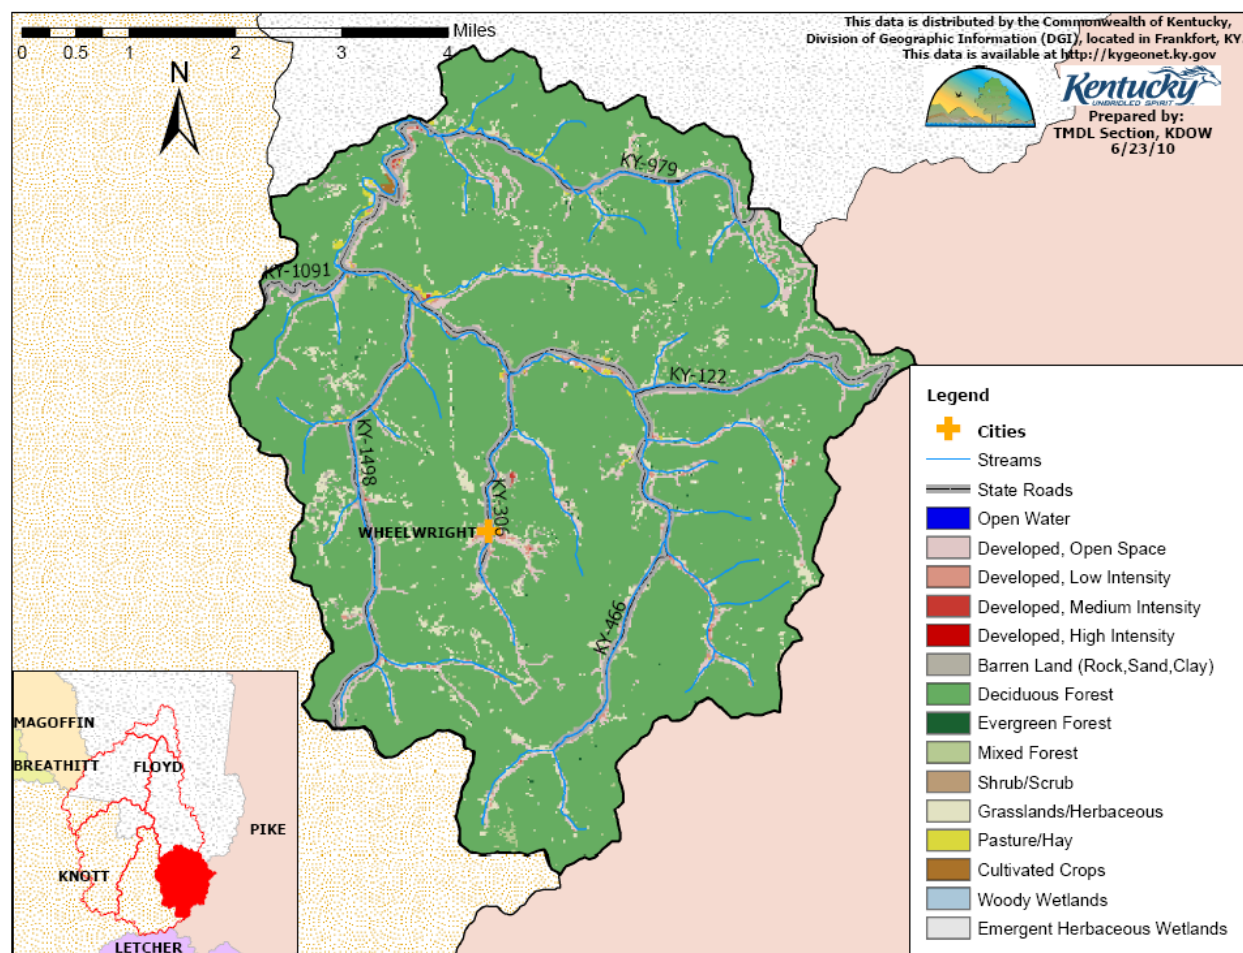 This data is distributed by the Commonwealth of Kentucky,
Division of Geographic Information (DGI), located in Frankfort, KY.
This data is available at http://kygeonet.ky.gov
Miles
0 0.5 1 2 3 4
N
Kentucky
UNBRIDLED SPIRIT
Prepared by:
TMDL Section, KDOW
6/23/10
KY-979
KY-1091
KY-122
KY-1498
KY-306
WHEELWRIGHT
KY-466
Legend
Cities
Streams
State Roads
Open Water
Developed, Open Space
Developed, Low Intensity
Developed, Medium Intensity
Developed, High Intensity
Barren Land (Rock,Sand,Clay)
Deciduous Forest
Evergreen Forest
Mixed Forest
Shrub/Scrub
Grasslands/Herbaceous
Pasture/Hay
Cultivated Crops
Woody Wetlands
Emergent Herbaceous Wetlands
MAGOFFIN
BREATHITT
FLOYD
PIKE
KNOTT
LETCHER